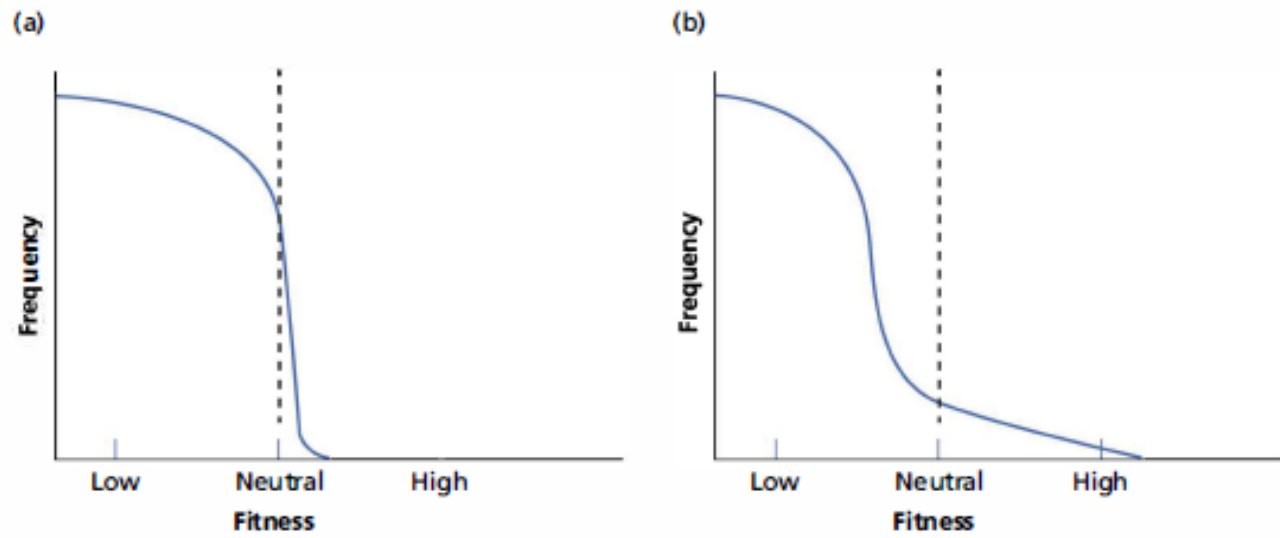 (a)
Frequency
Low Neutral High
Fitness
(b)
Frequency
Low Neutral High
Fitness